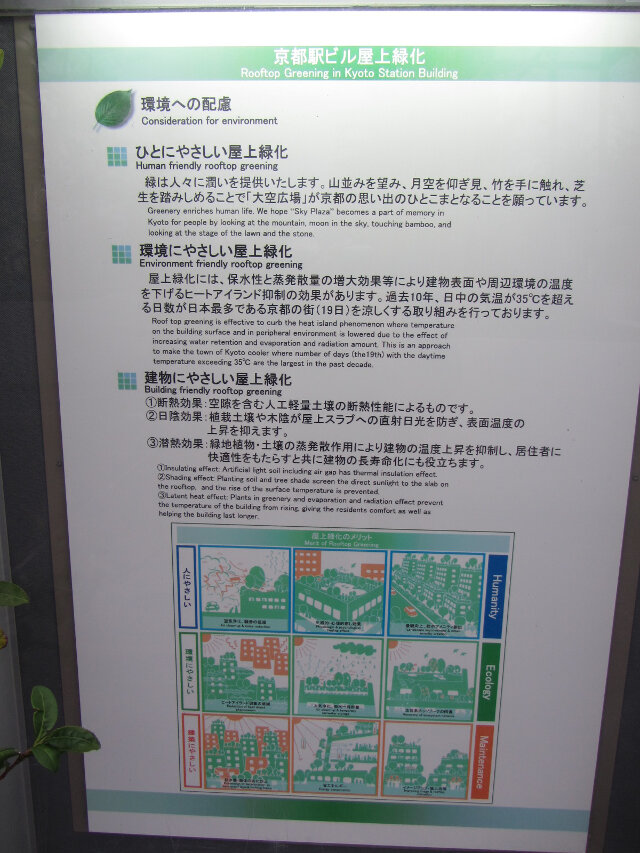 京都駅ビル屋上緑化
Rooftop Greening in Kyoto Station Building
環境への配慮
Consideration for environment
ひとにやさしい屋上緑化
Human friendly rooftop greening
緑は人々に潤いを提供いたします。山並みを望み、月空を仰ぎ見、竹を手に触れ、芝
生を踏みしめることで「大空広場」が京都の思い出のひとこまとなることを願っています。
Greenery enriches human life. We hope "Sky Plaza" becomes a part of memory in
Kyoto for people by looking at the mountain, moon in the sky, touching bamboo, and
looking at the stage of the lawn and the stone.
環境にやさしい屋上緑化
Environment friendly rooftop greening
屋上緑化には、保水性と蒸発散量の増大効果等により建物表面や周辺環境の温度
を下げるヒートアイランド抑制の効果があります。過去10年、日中の気温が35℃を超え
る日数が日本最多である京都の街(19日)を涼しくする取り組みを行っております。
Roof top greening is effective to curb the heat island phenomenon where temperature
on the building surface and in peripheral environment is lowered due to the effect of
increasing water retention and evaporation and radiation amount. This is an approach
to make the town of Kyoto cooler where number of days (the19th) with the daytime
temperature exceeding 35℃ are the largest in the past decade.
建物にやさしい屋上緑化
Building friendly rooftop greening
①断熱効果：空隙を含む人工軽量土壌の断熱性能によるものです。
②日陰効果：植栽土壌や木陰が屋上スラブへの直射日光を防ぎ、表面温度の
上昇を抑えます。
③潜熱効果：緑地植物・土壌の蒸発散作用により建物の温度上昇を抑制し、居住者に
快適性をもたらすと共に建物の長寿命化にも役立ちます。
①Insulating effect: Artificial light soil including air gap has thermal insulation effect.
②Shading effect: Planting soil and tree shade screen the direct sunlight to the slab on
the rooftop, and the rise of the surface temperature is prevented.
③Latent heat effect: Plants in greenery and evaporation and radiation effect prevent
the temperature of the building from rising, giving the residents comfort as well as
helping the building last longer.
屋上緑化のメリット
Merit of Rooftop Greening
人にやさしい
Humanity
環境にやさしい
Ecology
建築にやさしい
Maintenance